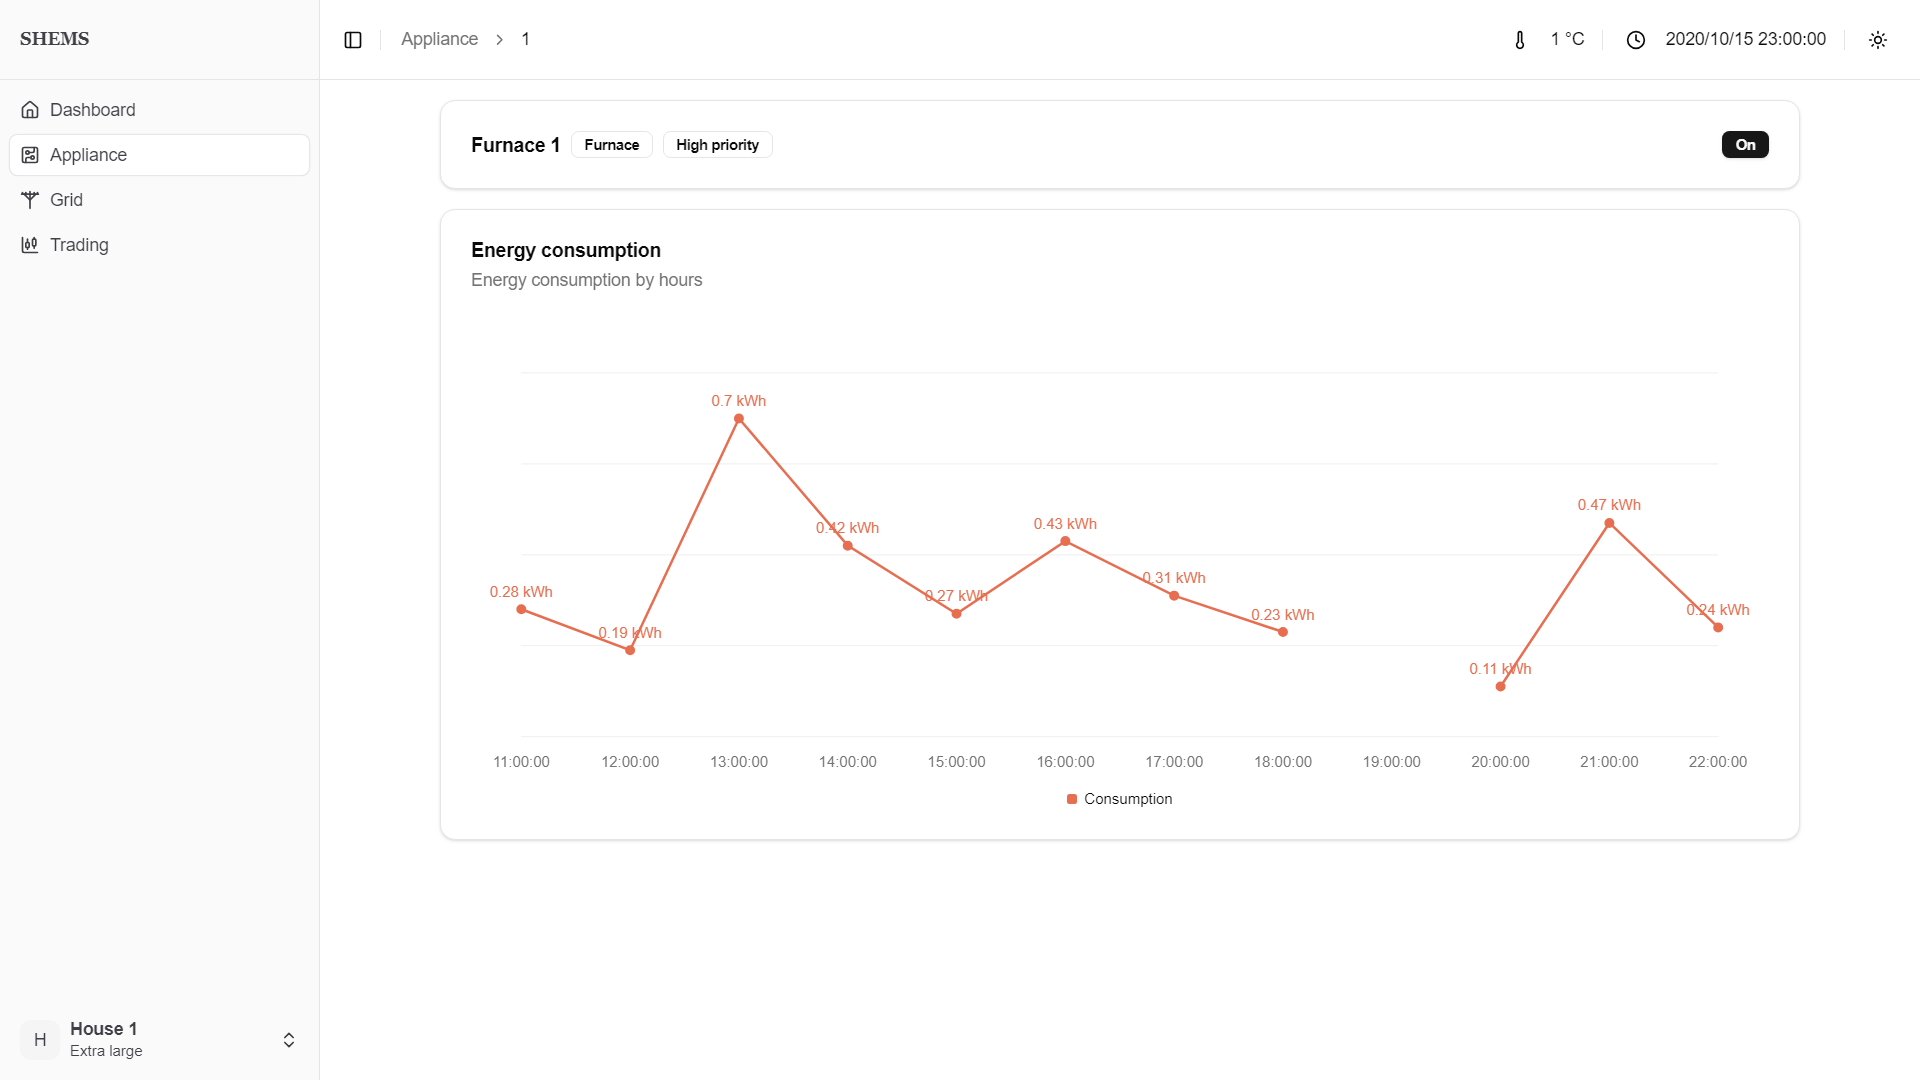 SHEMS
Appliance
1
1 °C
2020/10/15 23:00:00
Dashboard
Appliance
Grid
Trading
Furnace 1
Furnace
High priority
On
Energy consumption
Energy consumption by hours
0.28 kWh
0.19 kWh
0.7 kWh
0.42 kWh
0.27 kWh
0.43 kWh
0.31 kWh
0.23 kWh
0.11 kWh
0.47 kWh
0.24 kWh
11:00:00
12:00:00
13:00:00
14:00:00
15:00:00
16:00:00
17:00:00
18:00:00
19:00:00
20:00:00
21:00:00
22:00:00
Consumption
H
House 1
Extra large